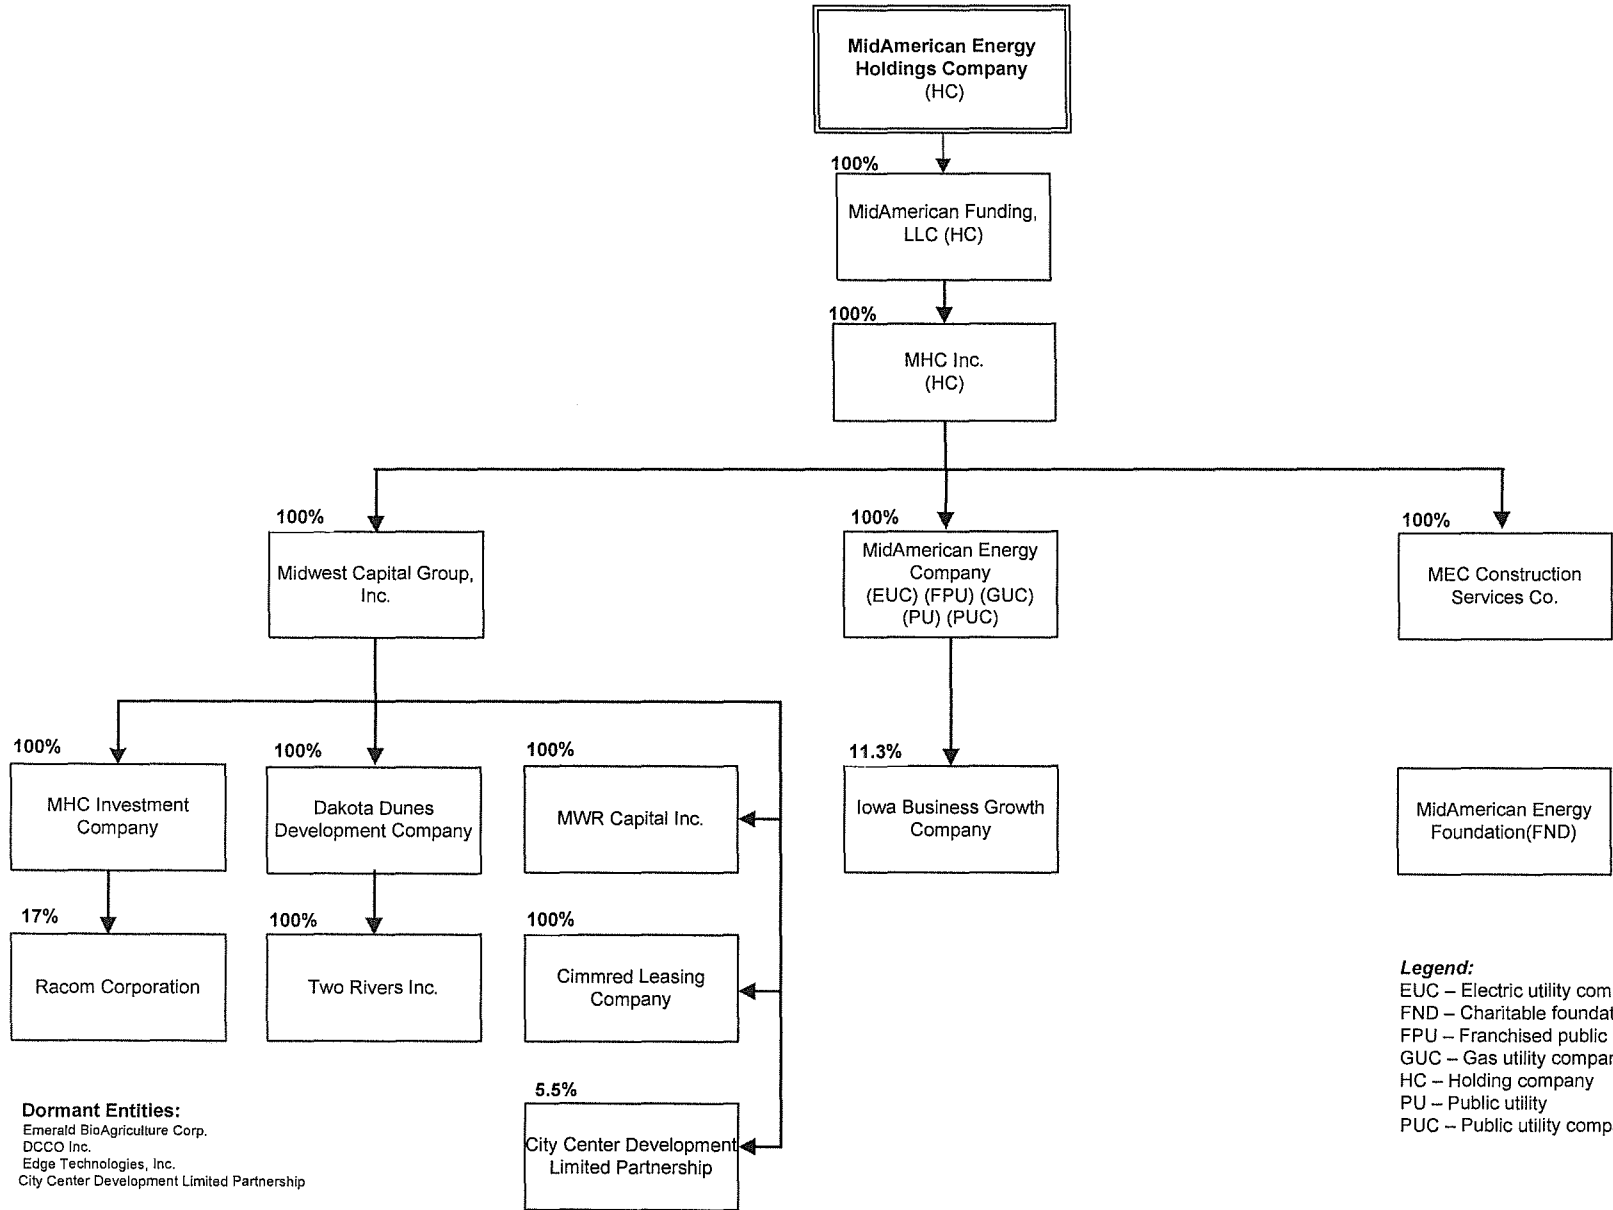 MidAmerican Energy
Holdings Company
(HC)
100%
MidAmerican Funding,
LLC (HC)
100%
MHC Inc.
(HC)
100%
Midwest Capital Group,
Inc.
100%
MidAmerican Energy
Company
(EUC) (FPU) (GUC)
(PU) (PUC)
100%
MEC Construction
Services Co.
100%
MHC Investment
Company
100%
Dakota Dunes
Development Company
100%
MWR Capital Inc.
11.3%
Iowa Business Growth
Company
MidAmerican Energy
Foundation(FND)
17%
Racom Corporation
100%
Two Rivers Inc.
100%
Cimmred Leasing
Company
5.5%
City Center Development
Limited Partnership
Dormant Entities:
Emerald BioAgriculture Corp.
DCCO Inc.
Edge Technologies, Inc.
City Center Development Limited Partnership
Legend:
EUC – Electric utility com
FND – Charitable foundat
FPU – Franchised public
GUC – Gas utility compar
HC – Holding company
PU – Public utility
PUC – Public utility comp